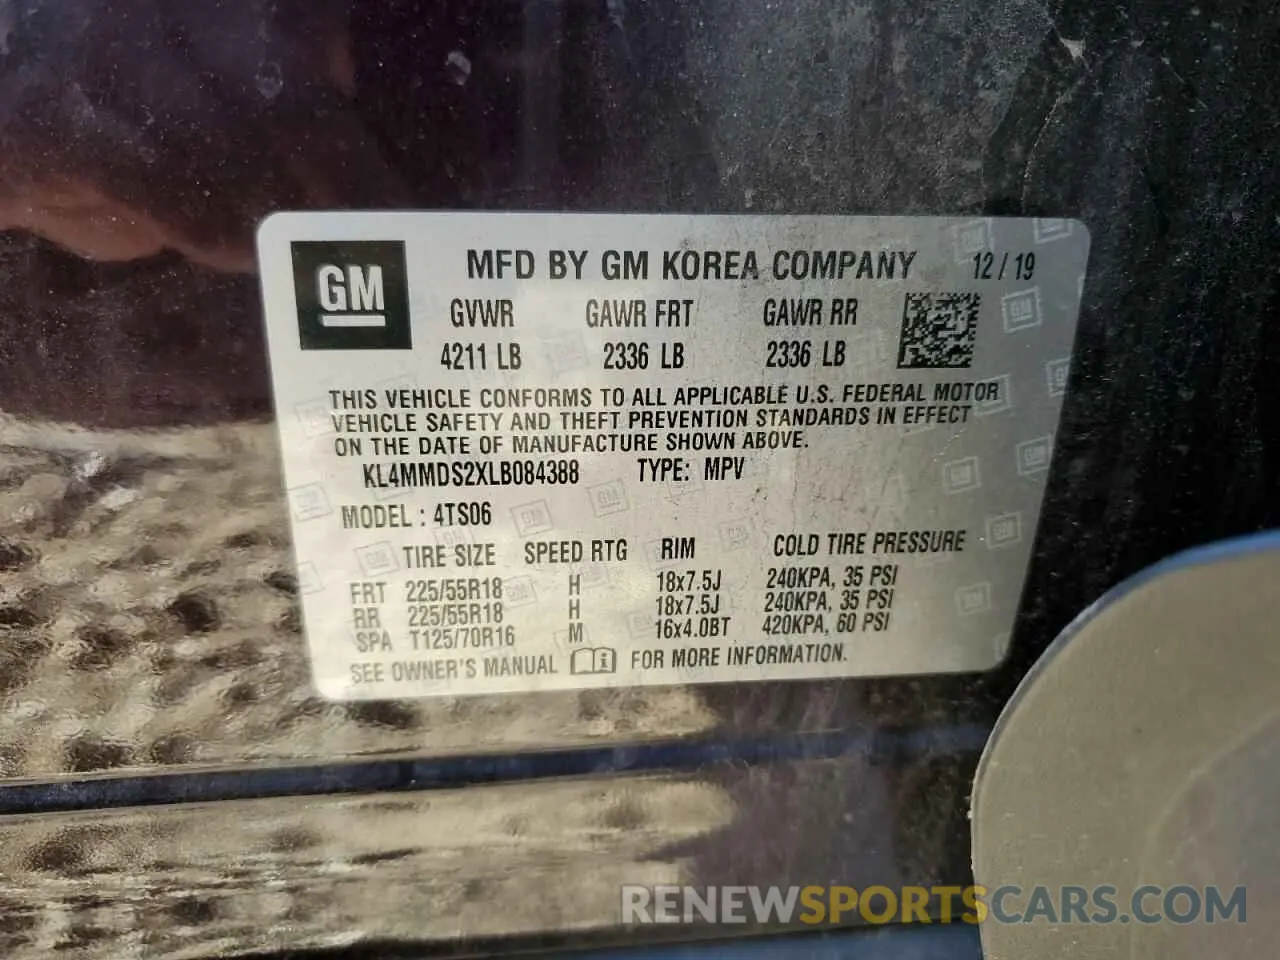 GM
MFD BY GM KOREA COMPANY 12/19
GVWR GAWR FRT GAWR RR
4211 LB 2336 LB 2336 LB
THIS VEHICLE CONFORMS TO ALL APPLICABLE U.S. FEDERAL MOTOR
VEHICLE SAFETY AND THEFT PREVENTION STANDARDS IN EFFECT
ON THE DATE OF MANUFACTURE SHOWN ABOVE.
KL4MMDS2XLB084388 TYPE: MPV
MODEL : 4TS06
TIRE SIZE SPEED RTG RIM COLD TIRE PRESSURE
FRT 225/55R18 H 18x7.5J 240KPA, 35 PSI
RR 225/55R18 H 18x7.5J 240KPA, 35 PSI
SPA T125/70R16 M 16x4.0BT 420KPA, 60 PSI
SEE OWNER'S MANUAL FOR MORE INFORMATION.
RENEWSPORTSCARS.COM